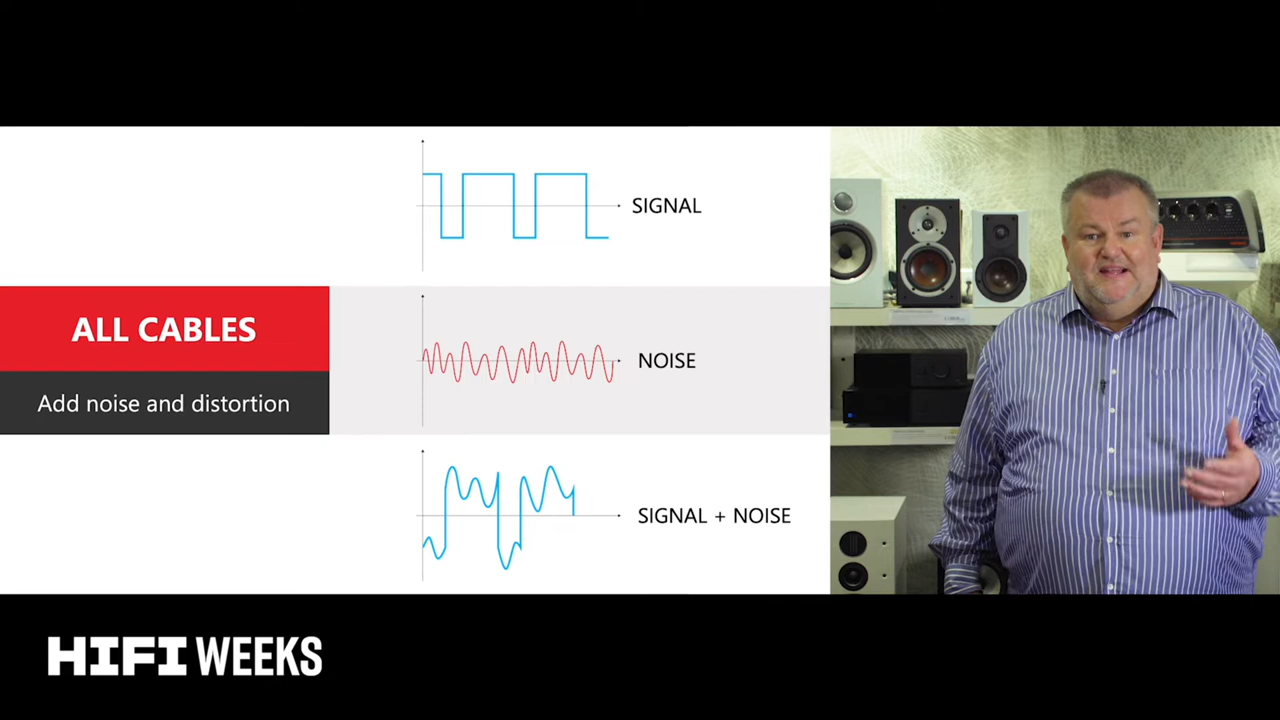 SIGNAL
ALL CABLES
NOISE
Add noise and distortion
SIGNAL + NOISE
HIFI WEEKS